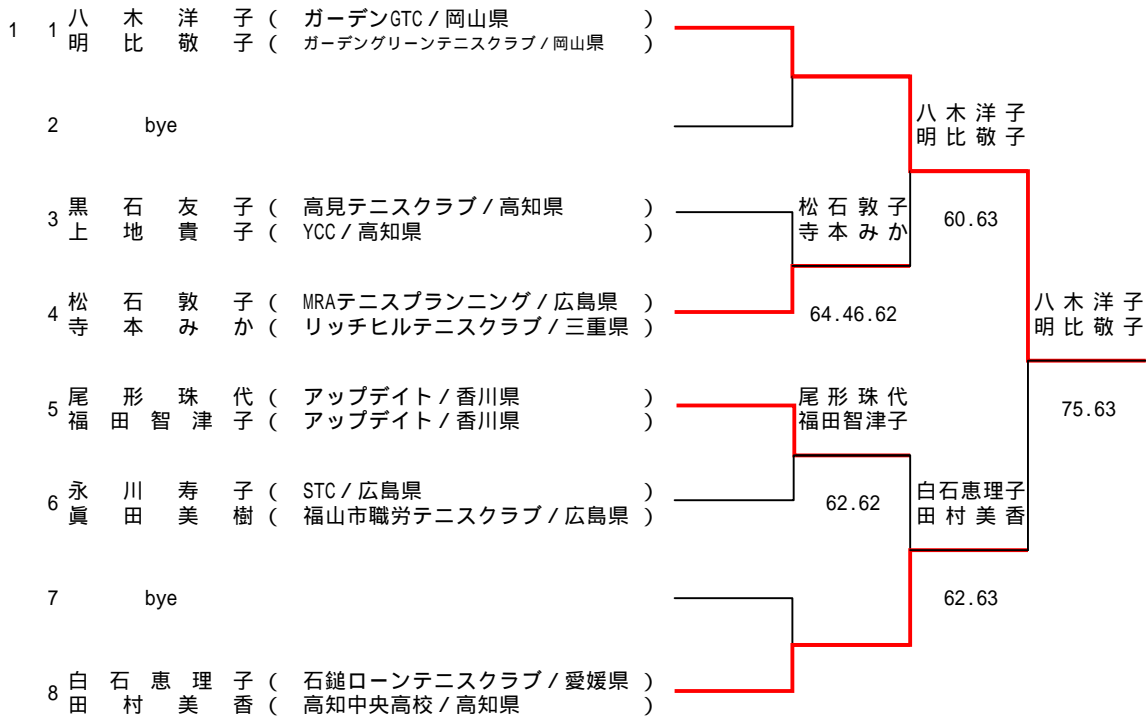 1 1 八木洋子 ( ガーデンGTC / 岡山県 )
明比敬子 ( ガーデングリーンテニスクラブ / 岡山県 )
八木洋子
明比敬子
2 bye
3 黒石友子 ( 高見テニスクラブ / 高知県 )
上地貴子 ( YCC / 高知県 )
松石敦子
寺本みか
60.63
4 松石敦子 ( MRAテニスプランニング / 広島県 )
寺本みか ( リッチヒルテニスクラブ / 三重県 )
64.46.62
八木洋子
明比敬子
5 尾形珠代 ( アップデイト / 香川県 )
福田智津子 ( アップデイト / 香川県 )
尾形珠代
福田智津子
75.63
6 永川寿子 ( STC / 広島県 )
眞田美樹 ( 福山市職労テニスクラブ / 広島県 )
62.62
白石恵理子
田村美香
7 bye
62.63
8 白石恵理子 ( 石鎚ローンテニスクラブ / 愛媛県 )
田村美香 ( 高知中央高校 / 高知県 )